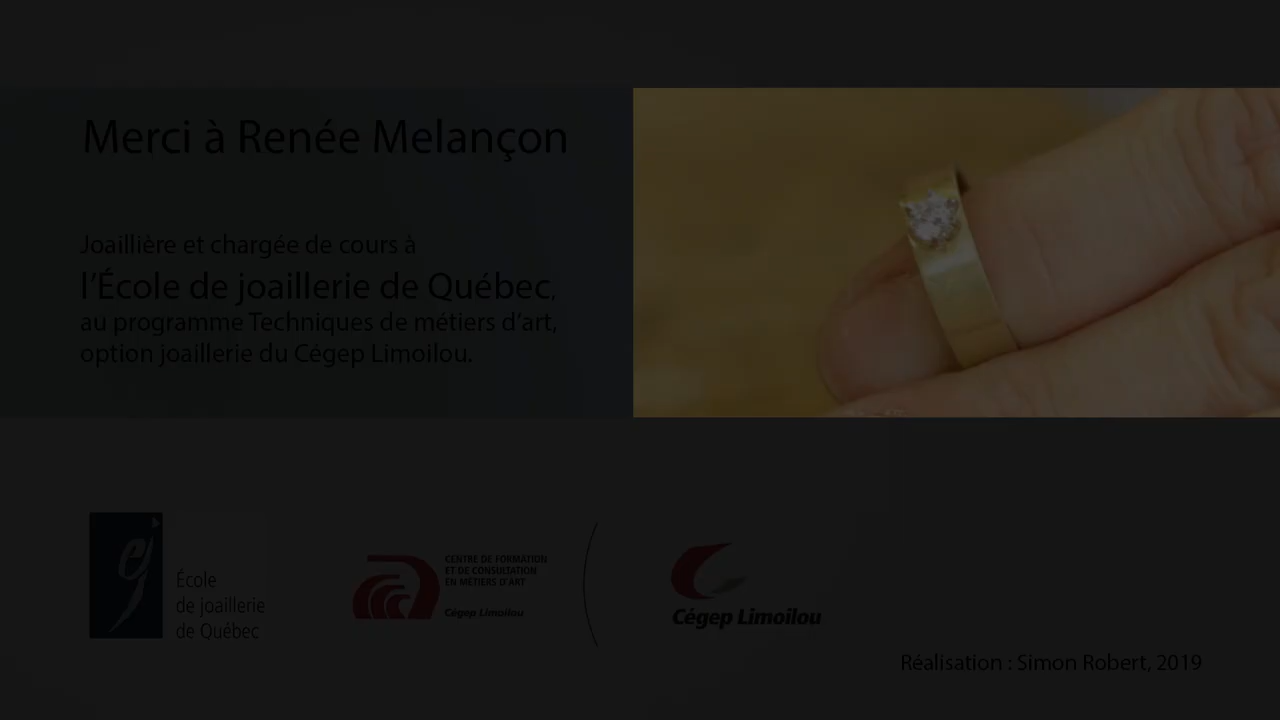 Merci à Renée Melançon
Joaillière et chargée de cours à
l'École de joaillerie de Québec,
au programme Techniques de métiers d'art,
option joaillerie du Cégep Limoilou.
éj
École
de joaillerie
de Québec
CENTRE DE FORMATION
ET DE CONSULTATION
EN MÉTIERS D'ART
Cégep Limoilou
Cégep Limoilou
Réalisation : Simon Robert, 2019